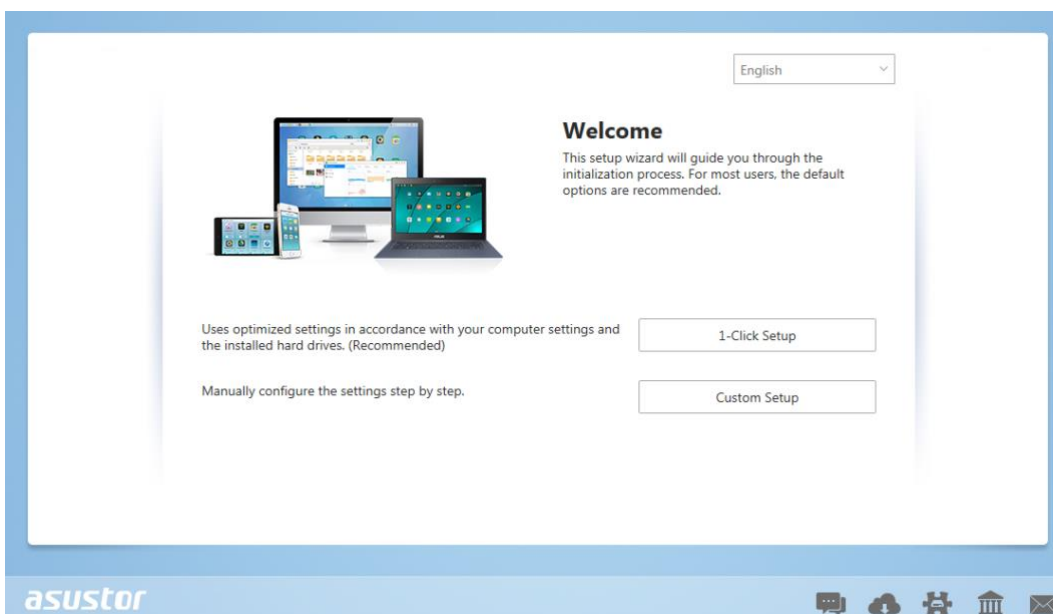 English
Welcome
This setup wizard will guide you through the
initialization process. For most users, the default
options are recommended.
Uses optimized settings in accordance with your computer settings and
the installed hard drives. (Recommended)
1-Click Setup
Manually configure the settings step by step.
Custom Setup
asustor